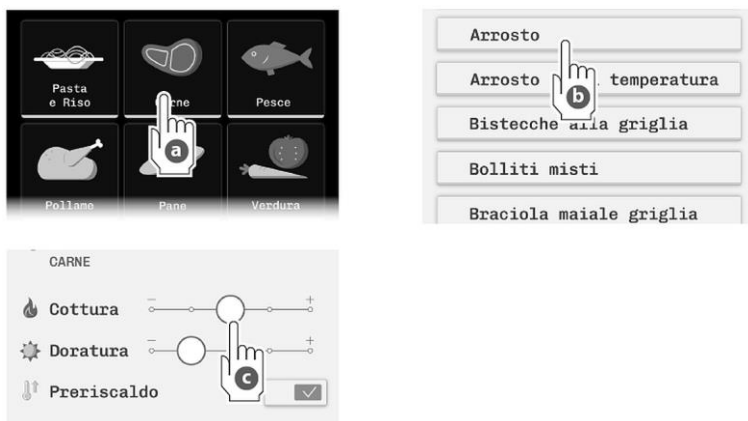 Pasta
e Riso
Pesce
a
Pollame
Pane
Verdura
Arrosto
Arrosto
temperatura
b
Bistecche alla griglia
Bolliti misti
Braciola maiale griglia
CARNE
Cottura - +
Doratura - +
c
Preriscaldo